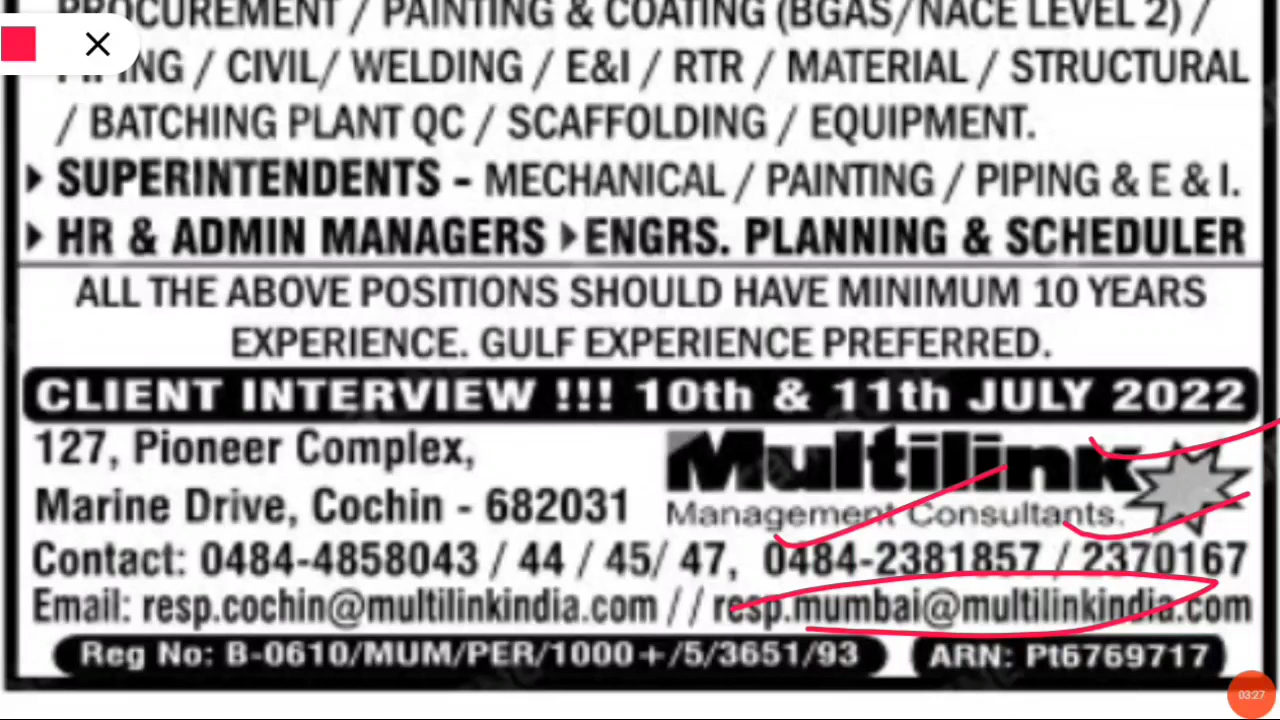 PROCUREMENT / PAINTING & COATING (BGAS/NACE LEVEL 2) /
PIPING / CIVIL/ WELDING / E&I / RTR / MATERIAL / STRUCTURAL
/ BATCHING PLANT QC / SCAFFOLDING / EQUIPMENT.
SUPERINTENDENTS - MECHANICAL / PAINTING / PIPING & E & I.
HR & ADMIN MANAGERS ▸ ENGRS. PLANNING & SCHEDULER
ALL THE ABOVE POSITIONS SHOULD HAVE MINIMUM 10 YEARS
EXPERIENCE. GULF EXPERIENCE PREFERRED.
CLIENT INTERVIEW !!! 10th & 11th JULY 2022
127, Pioneer Complex,
Marine Drive, Cochin - 682031
Multilink
Management Consultants.
Contact: 0484-4858043 / 44 / 45/ 47, 0484-2381857 / 2370167
Email: resp.cochin@multilinkindia.com // resp.mumbai@multilinkindia.com
Reg No: B-0610/MUM/PER/1000+/5/3651/93
ARN: Pt6769717
03:27